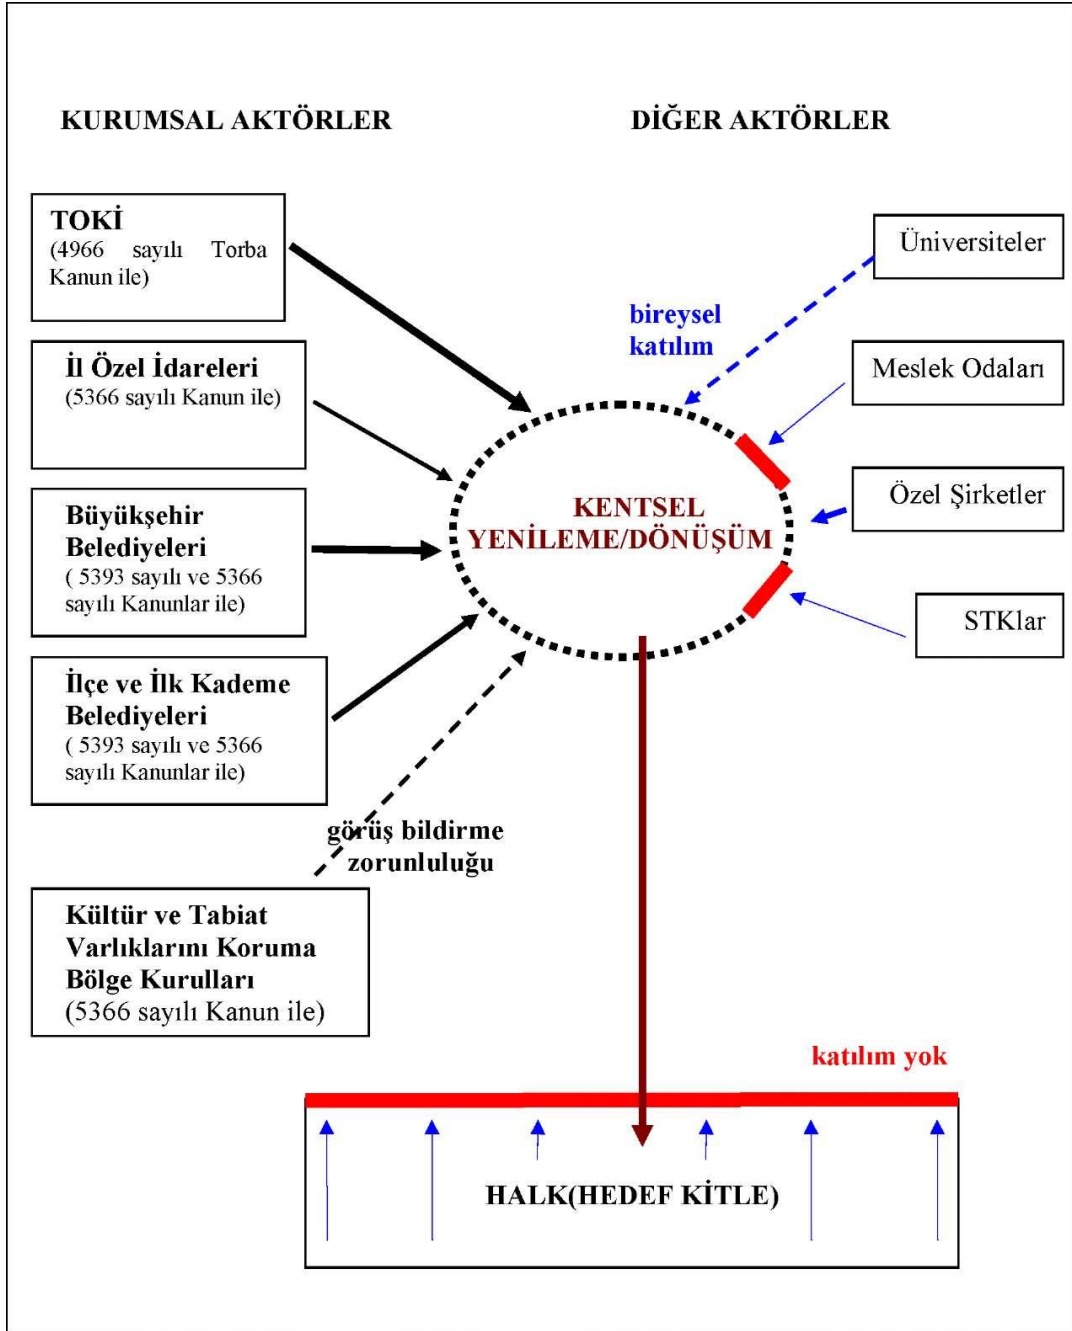 KURUMSAL AKTÖRLER
DİĞER AKTÖRLER
TOKİ
(4966 sayılı Torba
Kanun ile)
İl Özel İdareleri
(5366 sayılı Kanun ile)
Büyükşehir
Belediyeleri
( 5393 sayılı ve 5366
sayılı Kanunlar ile)
İlçe ve İlk Kademe
Belediyeleri
( 5393 sayılı ve 5366
sayılı Kanunlar ile)
görüş bildirme
zorunluluğu
Kültür ve Tabiat
Varlıklarını Koruma
Bölge Kurulları
(5366 sayılı Kanun ile)
bireysel
katılım
Üniversiteler
Meslek Odaları
Özel Şirketler
STKlar
KENTSEL
YENİLEME/DÖNÜŞÜM
katılım yok
HALK(HEDEF KİTLE)